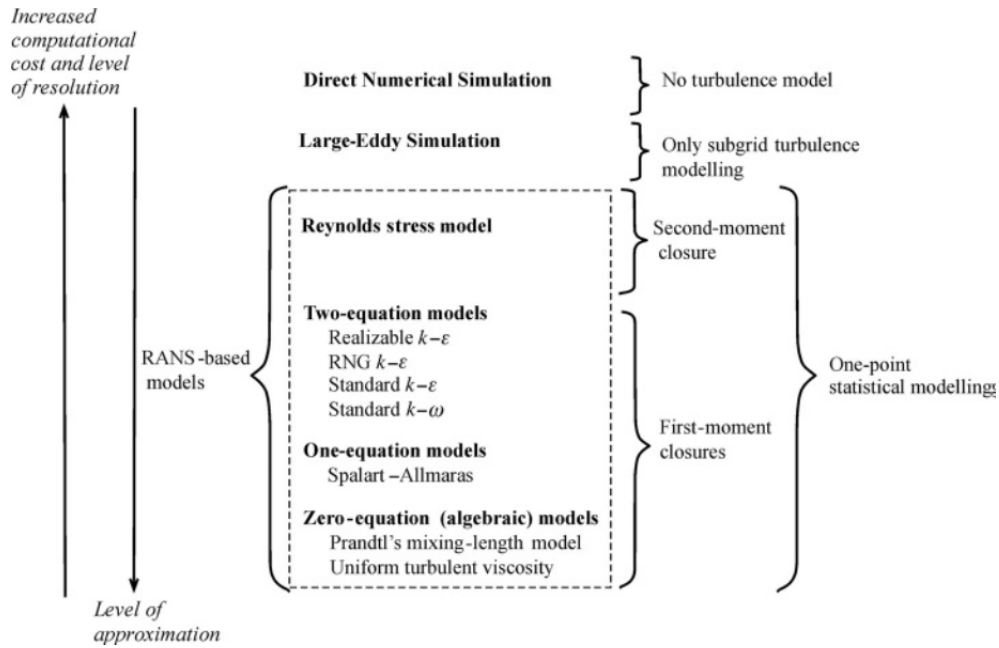 Increased
computational
cost and level
of resolution
Direct Numerical Simulation
No turbulence model
Large-Eddy Simulation
Only subgrid turbulence
modelling
Reynolds stress model
Second-moment
closure
Two-equation models
Realizable k–ε
RNG k–ε
Standard k–ε
Standard k–ω
RANS-based
models
One-point
statistical modelling
First-moment
closures
One-equation models
Spalart–Allmaras
Zero-equation (algebraic) models
Prandtl's mixing-length model
Uniform turbulent viscosity
Level of
approximation